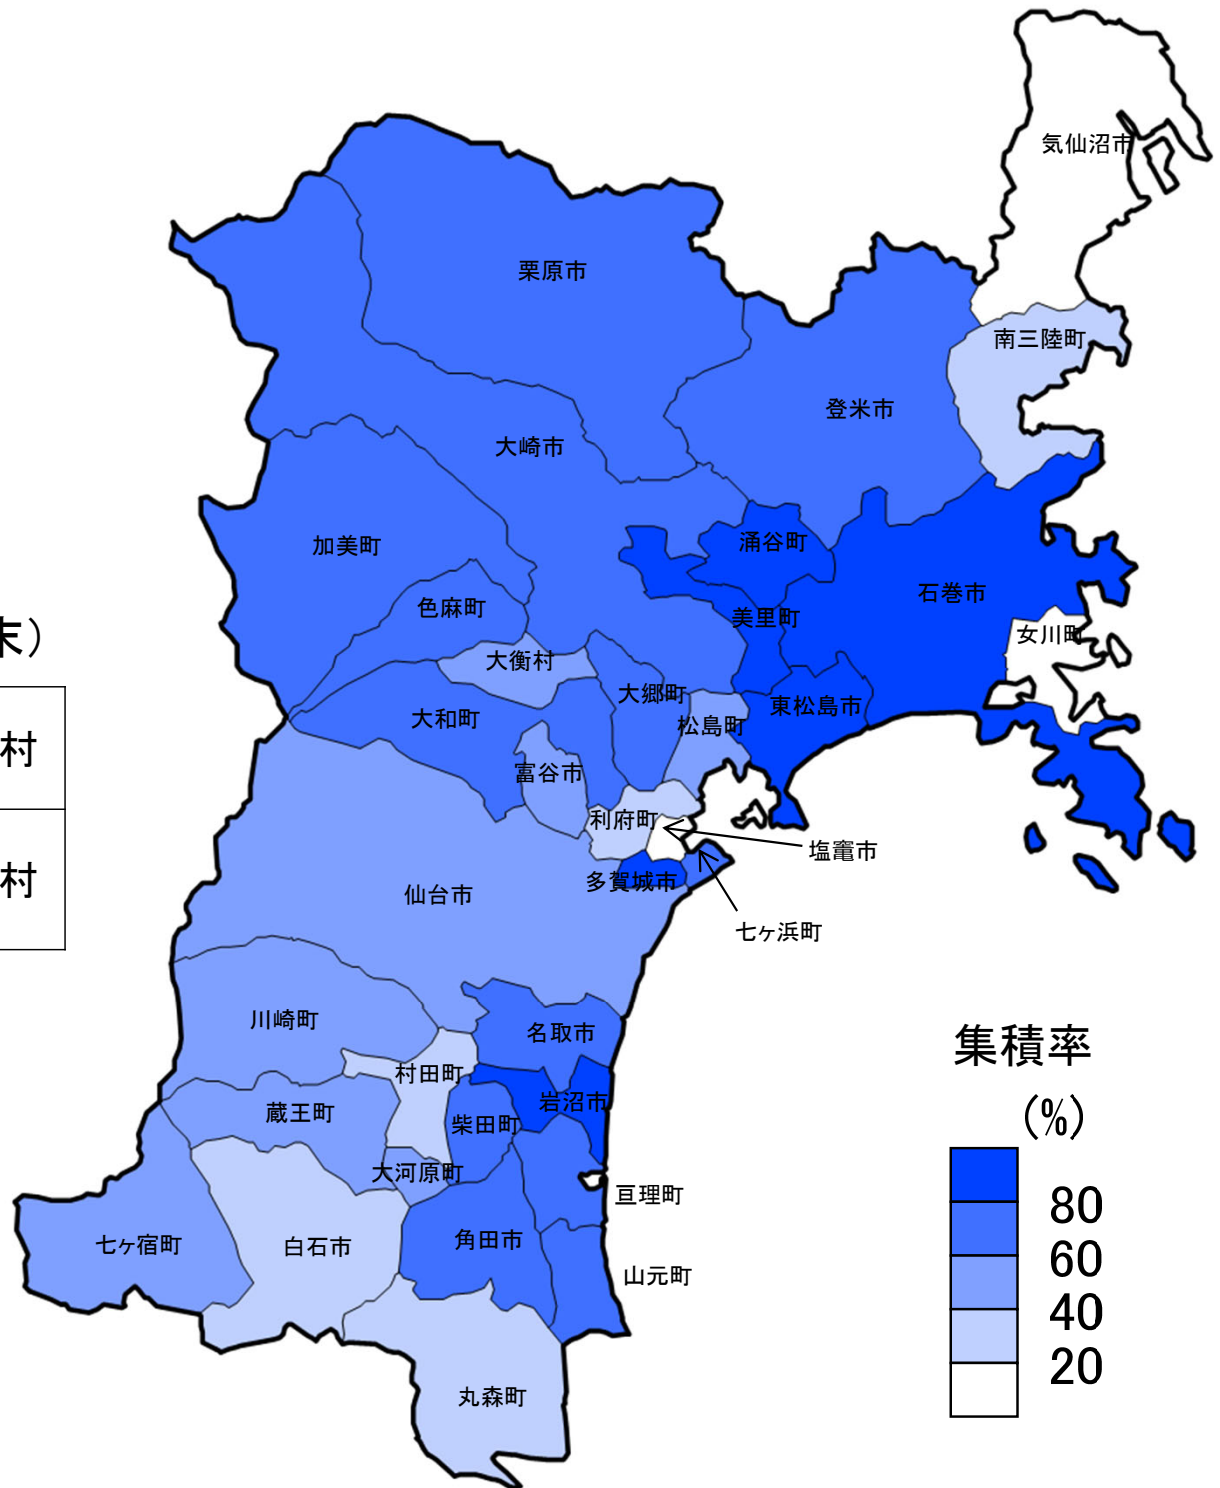 気仙沼市
栗原市
南三陸町
登米市
大崎市
涌谷町
加美町
石巻市
色麻町
美里町
末）
女川町
大衡村
大郷町
東松島市
大和町
松島町
村
富谷市
利府町
塩竈市
多賀城市
村
仙台市
七ヶ浜町
川崎町
名取市
集積率
(%)
村田町
岩沼市
蔵王町
柴田町
大河原町
亘理町
80
七ヶ宿町
白石市
角田市
60
山元町
40
20
丸森町